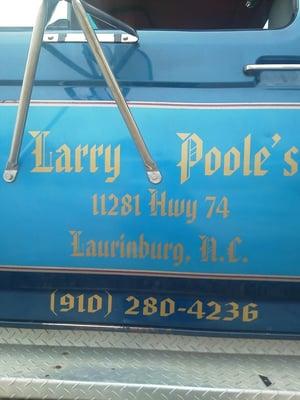 Larry Poole's
11281 Hwy 74
Laurinburg, N.C.
(910) 280-4236